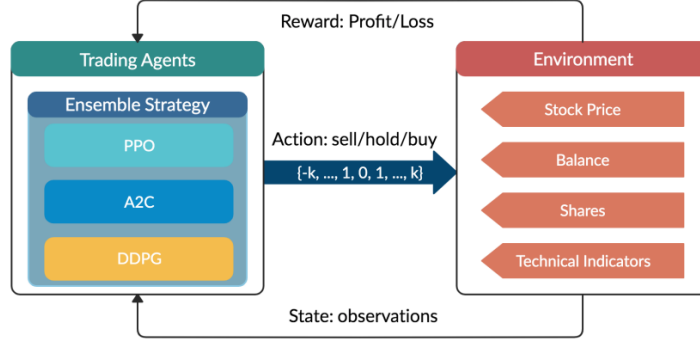 Reward: Profit/Loss
Trading Agents
Ensemble Strategy
PPO
A2C
DDPG
Action: sell/hold/buy
{-k, ..., 1, 0, 1, ..., k}
Environment
Stock Price
Balance
Shares
Technical Indicators
State: observations